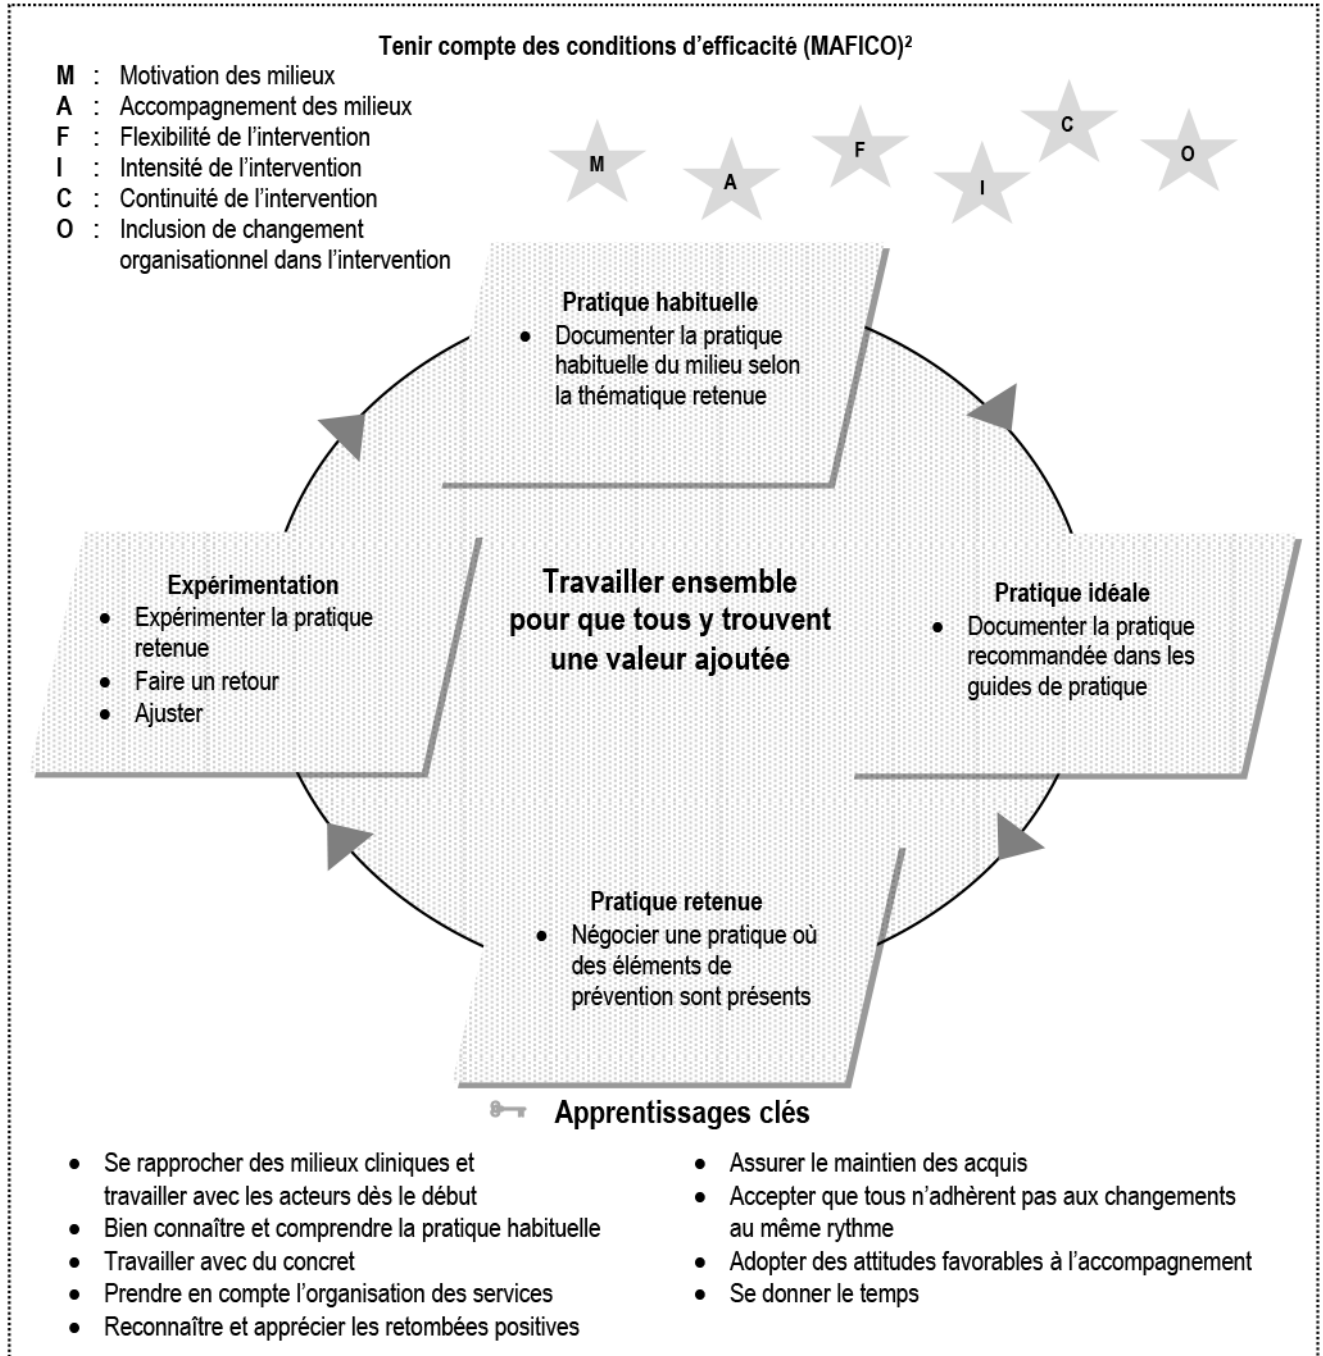 Tenir compte des conditions d’efficacité (MAFICO)²
M : Motivation des milieux
A : Accompagnement des milieux
F : Flexibilité de l’intervention
I : Intensité de l’intervention
C : Continuité de l’intervention
O : Inclusion de changement
organisationnel dans l’intervention
M
A
F
I
C
O
Pratique habituelle
• Documenter la pratique
habituelle du milieu selon
la thématique retenue
Expérimentation
• Expérimenter la pratique
retenue
• Faire un retour
• Ajuster
Travailler ensemble
pour que tous y trouvent
une valeur ajoutée
Pratique idéale
• Documenter la pratique
recommandée dans les
guides de pratique
Pratique retenue
• Négocier une pratique où
des éléments de
prévention sont présents
Apprentissages clés
• Se rapprocher des milieux cliniques et
travailler avec les acteurs dès le début
• Bien connaître et comprendre la pratique habituelle
• Travailler avec du concret
• Prendre en compte l’organisation des services
• Reconnaître et apprécier les retombées positives
• Assurer le maintien des acquis
• Accepter que tous n’adhèrent pas aux changements
au même rythme
• Adopter des attitudes favorables à l’accompagnement
• Se donner le temps